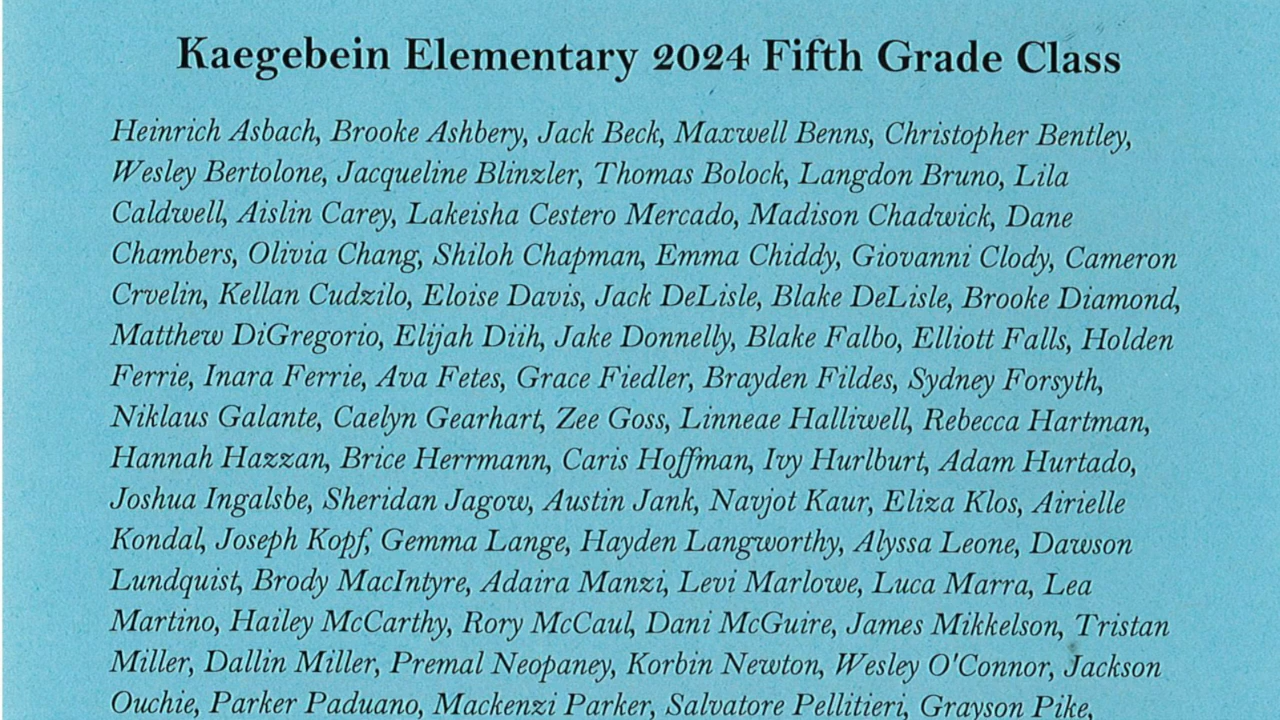 Kaegebein Elementary 2024 Fifth Grade Class
Heinrich Asbach, Brooke Ashbery, Jack Beck, Maxwell Benns, Christopher Bentley,
Wesley Bertolone, Jacqueline Blinzler, Thomas Bolock, Langdon Bruno, Lila
Caldwell, Aislin Carey, Lakeisha Cestero Mercado, Madison Chadwick, Dane
Chambers, Olivia Chang, Shiloh Chapman, Emma Chiddy, Giovanni Clody, Cameron
Crvelin, Kellan Cudzilo, Eloise Davis, Jack DeLisle, Blake DeLisle, Brooke Diamond,
Matthew DiGregorio, Elijah Diih, Jake Donnelly, Blake Falbo, Elliott Falls, Holden
Ferrie, Inara Ferrie, Ava Fetes, Grace Fiedler, Brayden Fildes, Sydney Forsyth,
Niklaus Galante, Caelyn Gearhart, Zee Goss, Linneae Halliwell, Rebecca Hartman,
Hannah Hazzan, Brice Herrmann, Caris Hoffman, Ivy Hurlburt, Adam Hurtado,
Joshua Ingalsbe, Sheridan Jagow, Austin Jank, Navjot Kaur, Eliza Klos, Airielle
Kondal, Joseph Kopf, Gemma Lange, Hayden Langworthy, Alyssa Leone, Dawson
Lundquist, Brody MacIntyre, Adaira Manzi, Levi Marlowe, Luca Marra, Lea
Martino, Hailey McCarthy, Rory McCaul, Dani McGuire, James Mikkelson, Tristan
Miller, Dallin Miller, Premal Neopaney, Korbin Newton, Wesley O'Connor, Jackson
Ouchie, Parker Paduano, Mackenzi Parker, Salvatore Pellitieri, Grayson Pike,